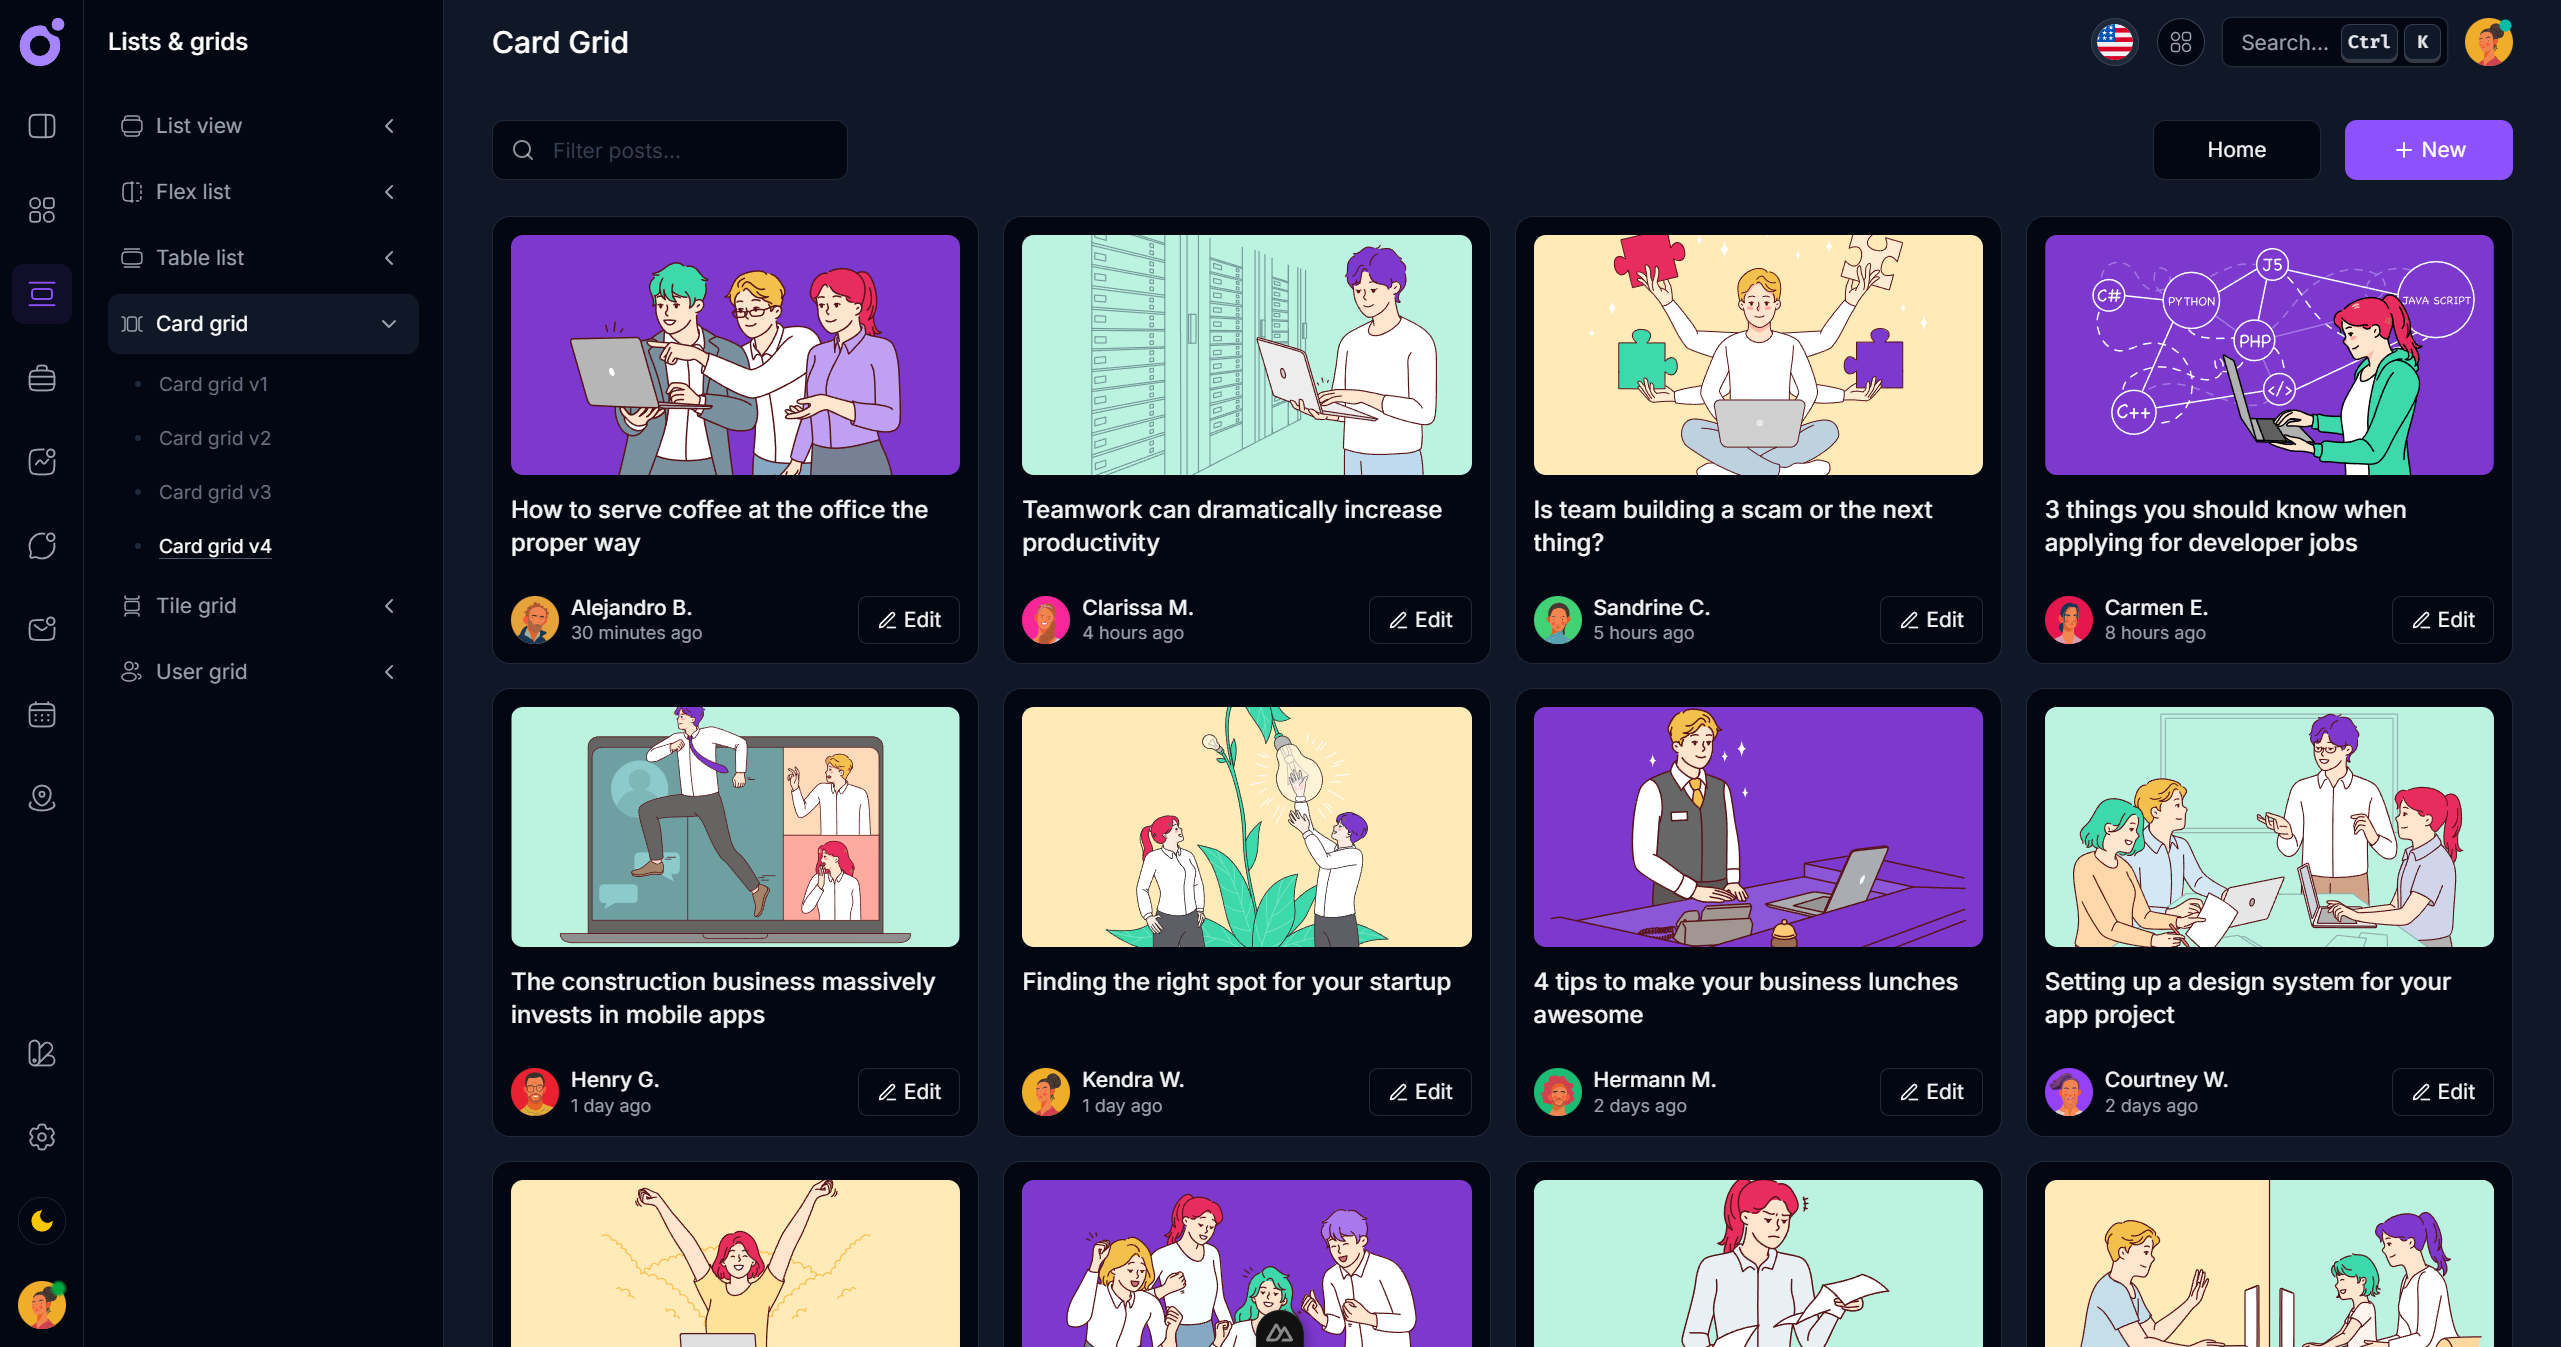 Lists & grids
List view
Flex list
Table list
Card grid
Card grid v1
Card grid v2
Card grid v3
Card grid v4
Tile grid
User grid
Card Grid
Search...
Ctrl
K
Filter posts...
Home
New
How to serve coffee at the office the
proper way
Alejandro B.
30 minutes ago
Edit
Teamwork can dramatically increase
productivity
Clarissa M.
4 hours ago
Edit
Is team building a scam or the next
thing?
Sandrine C.
5 hours ago
Edit
C#
PYTHON
J5
JAVA SCRIPT
PHP
</>
C++
3 things you should know when
applying for developer jobs
Carmen E.
8 hours ago
Edit
The construction business massively
invests in mobile apps
Henry G.
1 day ago
Edit
Finding the right spot for your startup
Kendra W.
1 day ago
Edit
4 tips to make your business lunches
awesome
Hermann M.
2 days ago
Edit
Setting up a design system for your
app project
Courtney W.
2 days ago
Edit